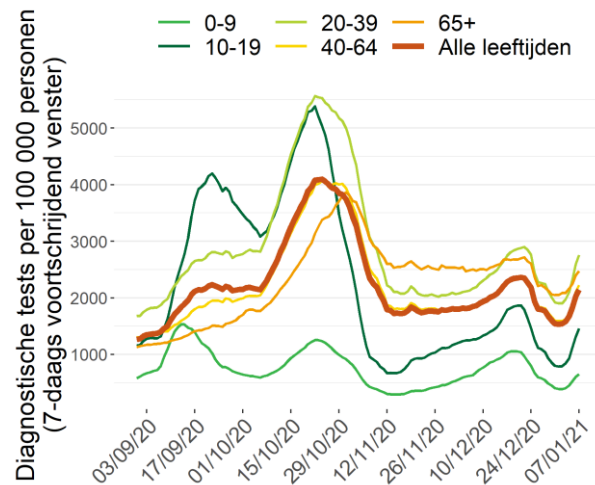 0-9 20-39 65+
10-19 40-64 Alle leeftijden
Diagnostische tests per 100 000 personen
(7-daags voortschrijdend venster)
5000
4000
3000
2000
1000
03/09/20 17/09/20 01/10/20 15/10/20 29/10/20 12/11/20 26/11/20 10/12/20 24/12/20 07/01/21